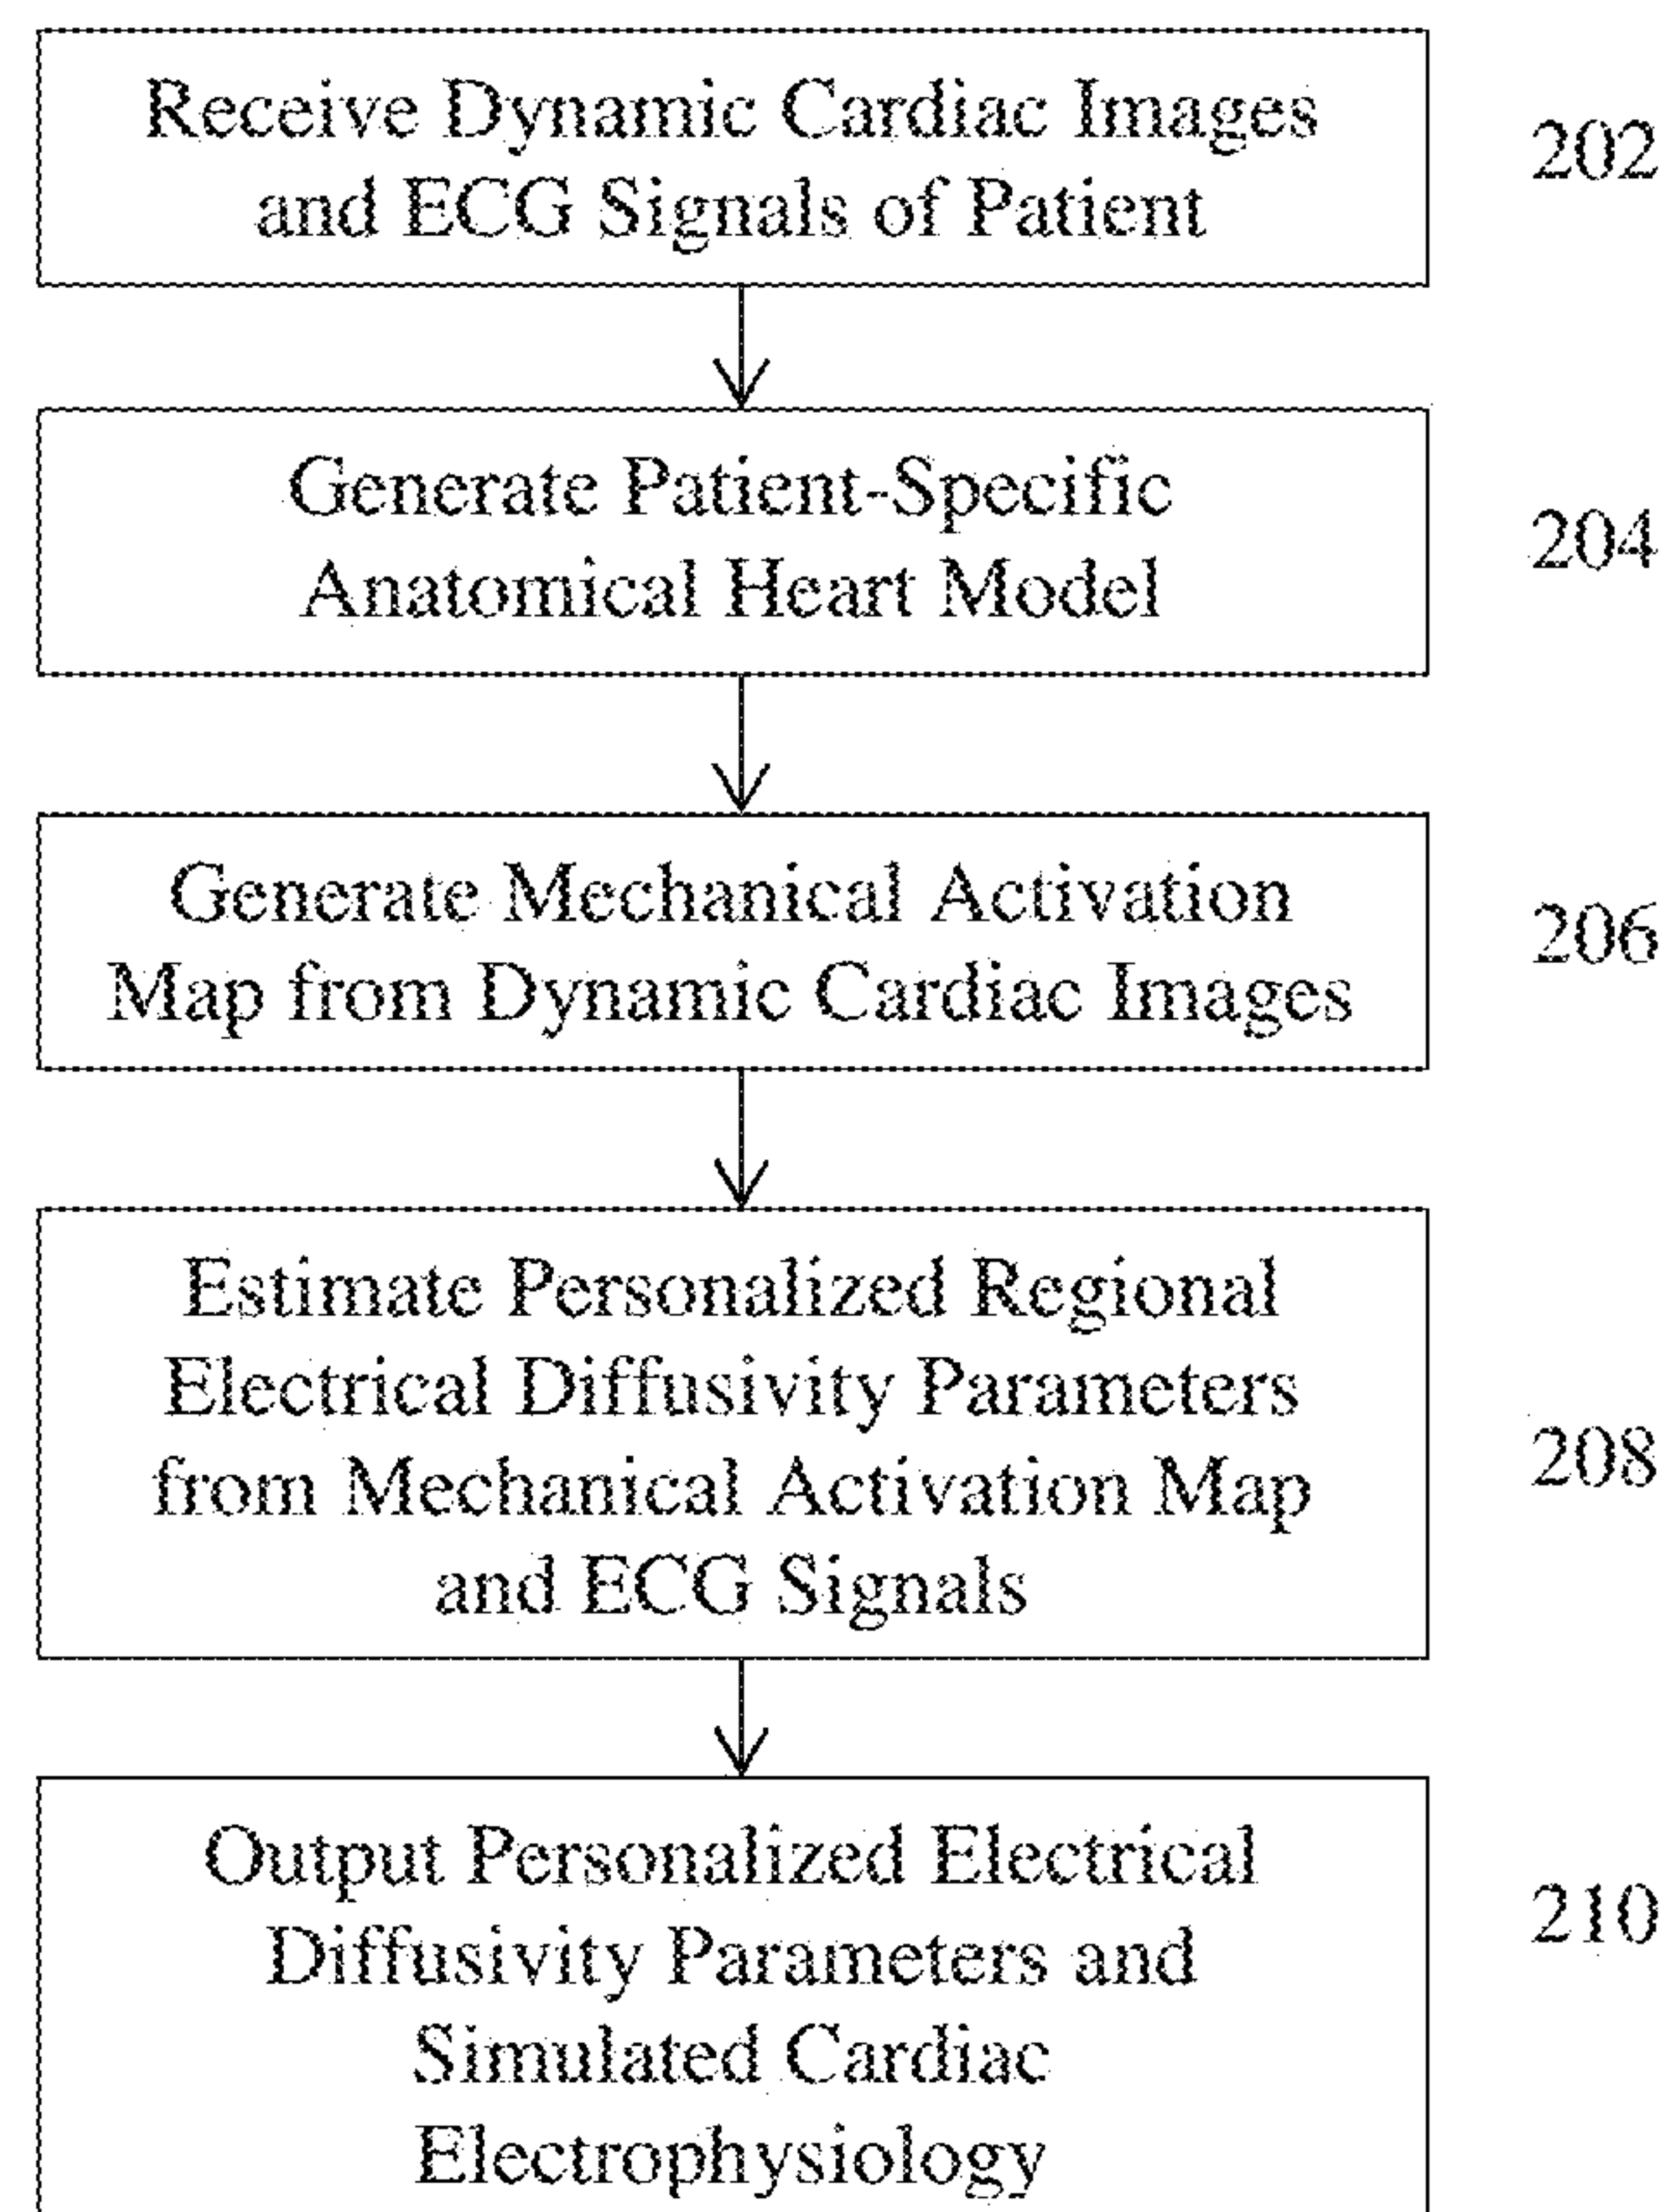 Receive Dynamic Cardiac Images
and ECG Signals of Patient
202
Generate Patient-Specific
Anatomical Heart Model
204
Generate Mechanical Activation
Map from Dynamic Cardiac Images
206
Estimate Personalized Regional
Electrical Diffusivity Parameters
from Mechanical Activation Map
and ECG Signals
208
Output Personalized Electrical
Diffusivity Parameters and
Simulated Cardiac
Electrophysiology
210